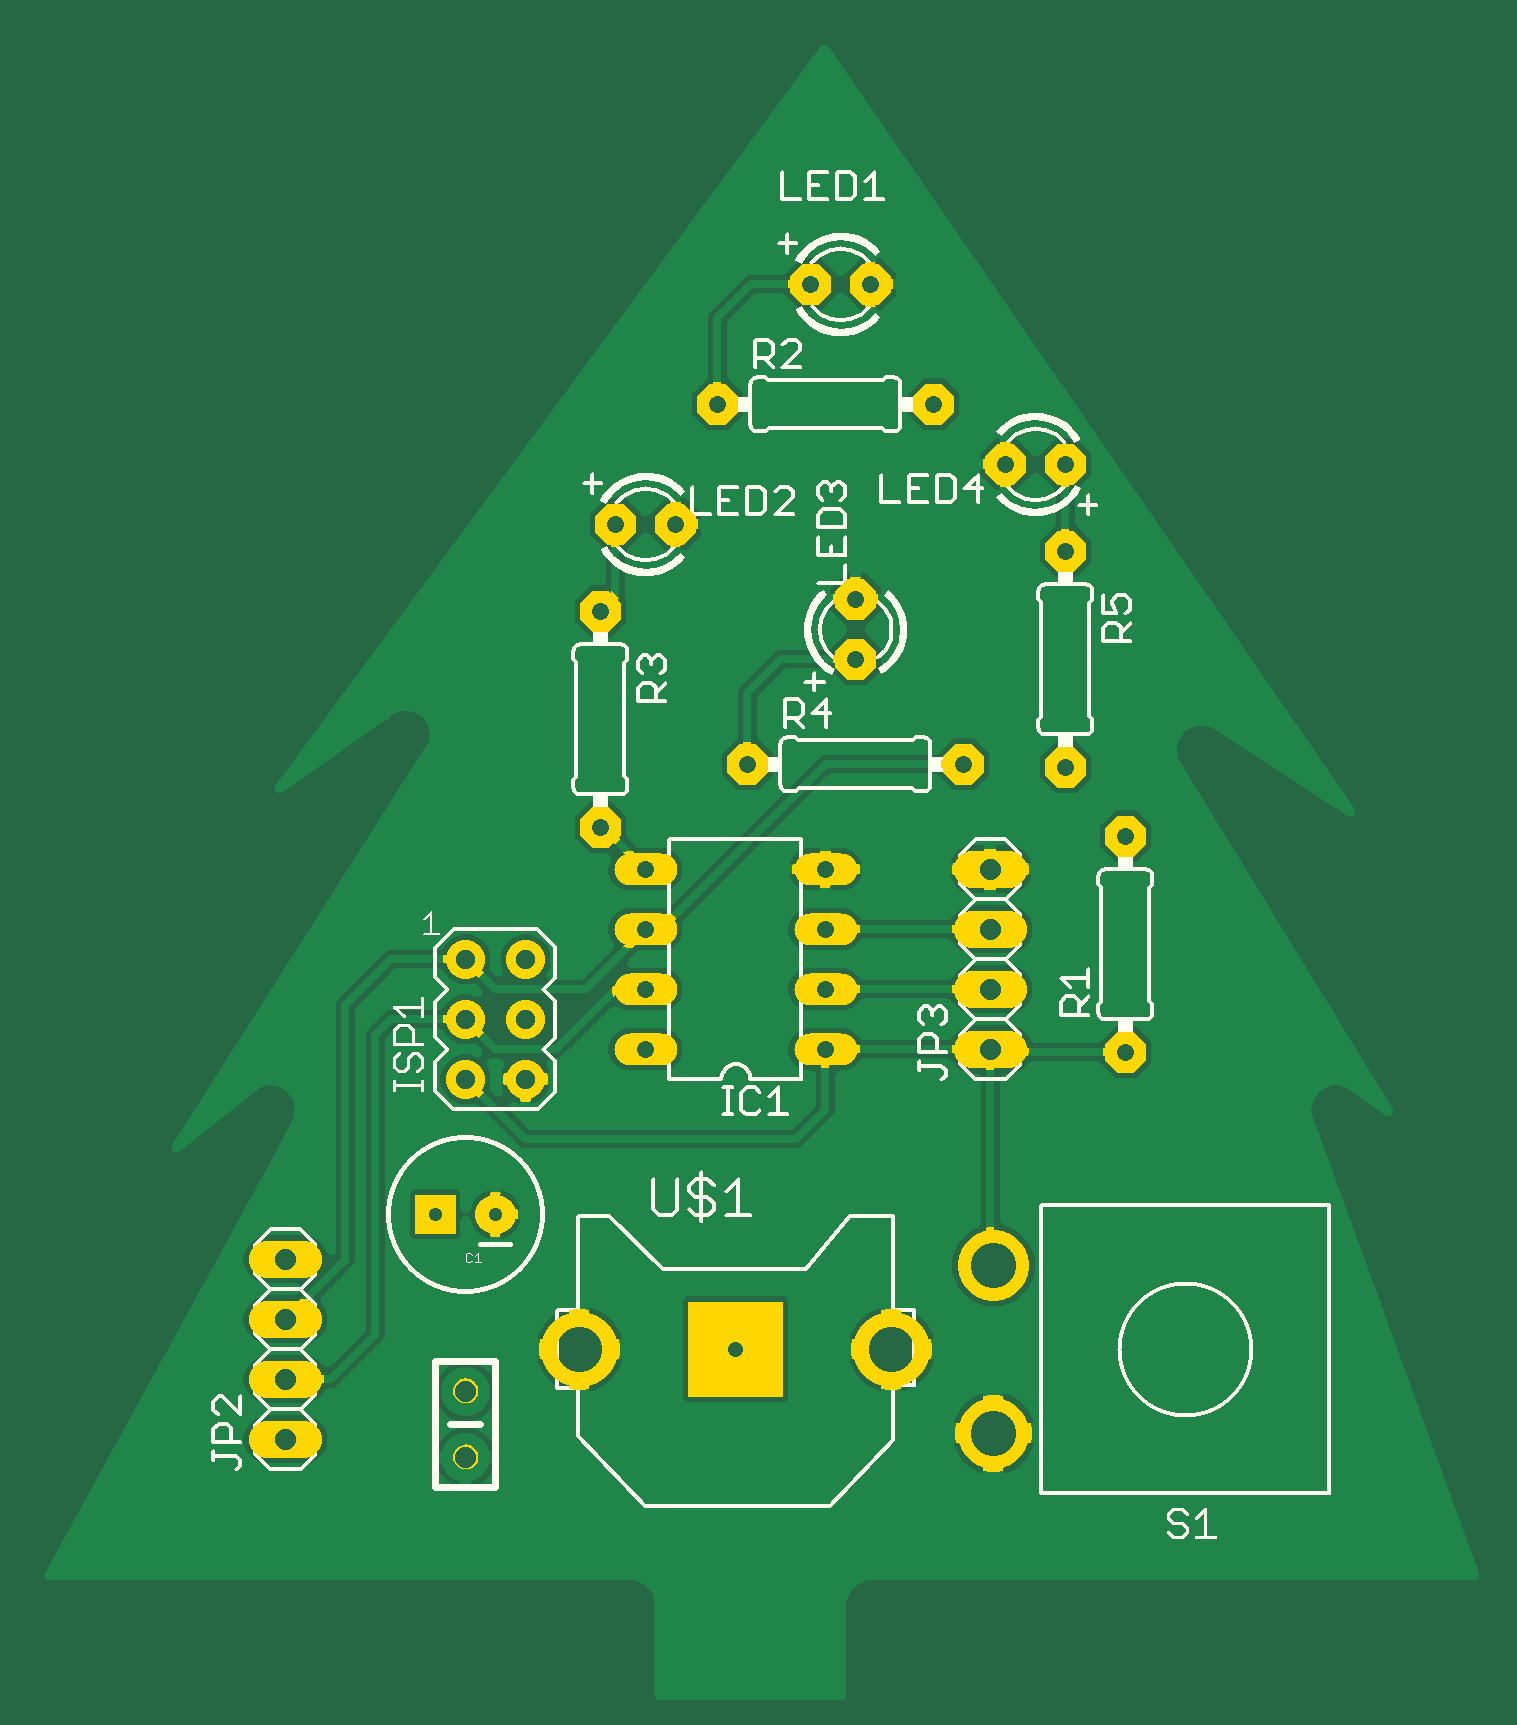 LED1
+
R2
+
LED2
LED3
LED4
+
R5
R3
+
R4
1
ISP1
R1
JP3
IC1
U$1
C1
JP2
S1